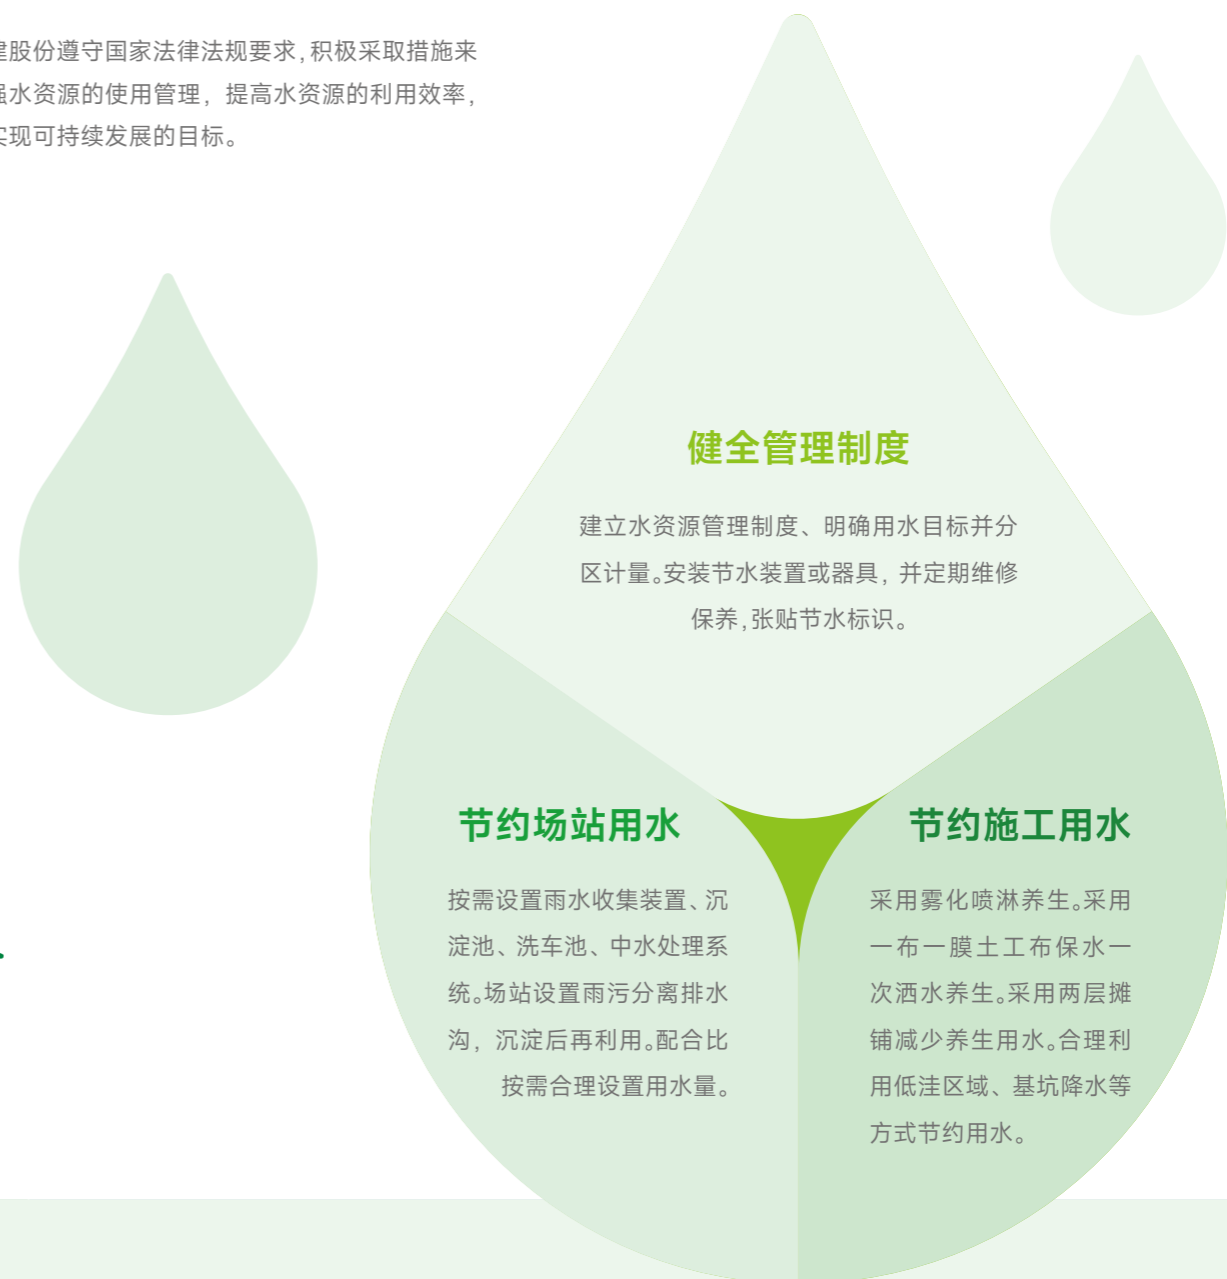 建股份遵守国家法律法规要求,积极采取措施来
强水资源的使用管理，提高水资源的利用效率,
实现可持续发展的目标。
健全管理制度
建立水资源管理制度、明确用水目标并分
区计量。安装节水装置或器具，并定期维修
保养,张贴节水标识。
节约场站用水
按需设置雨水收集装置、沉
淀池、洗车池、中水处理系
统。场站设置雨污分离排水
沟，沉淀后再利用。配合比
按需合理设置用水量。
节约施工用水
采用雾化喷淋养生。采用
一布一膜土工布保水一
次洒水养生。采用两层摊
铺减少养生用水。合理利
用低洼区域、基坑降水等
方式节约用水。